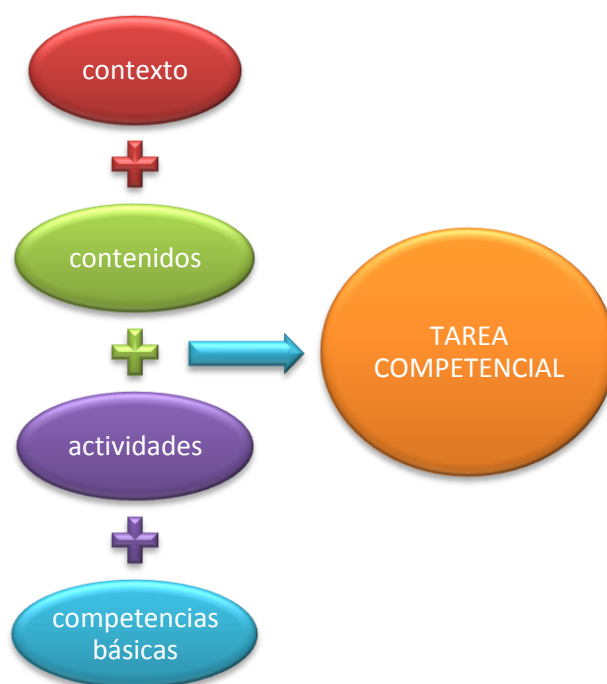 contexto
contenidos
actividades
competencias
básicas
TAREA
COMPETENCIAL